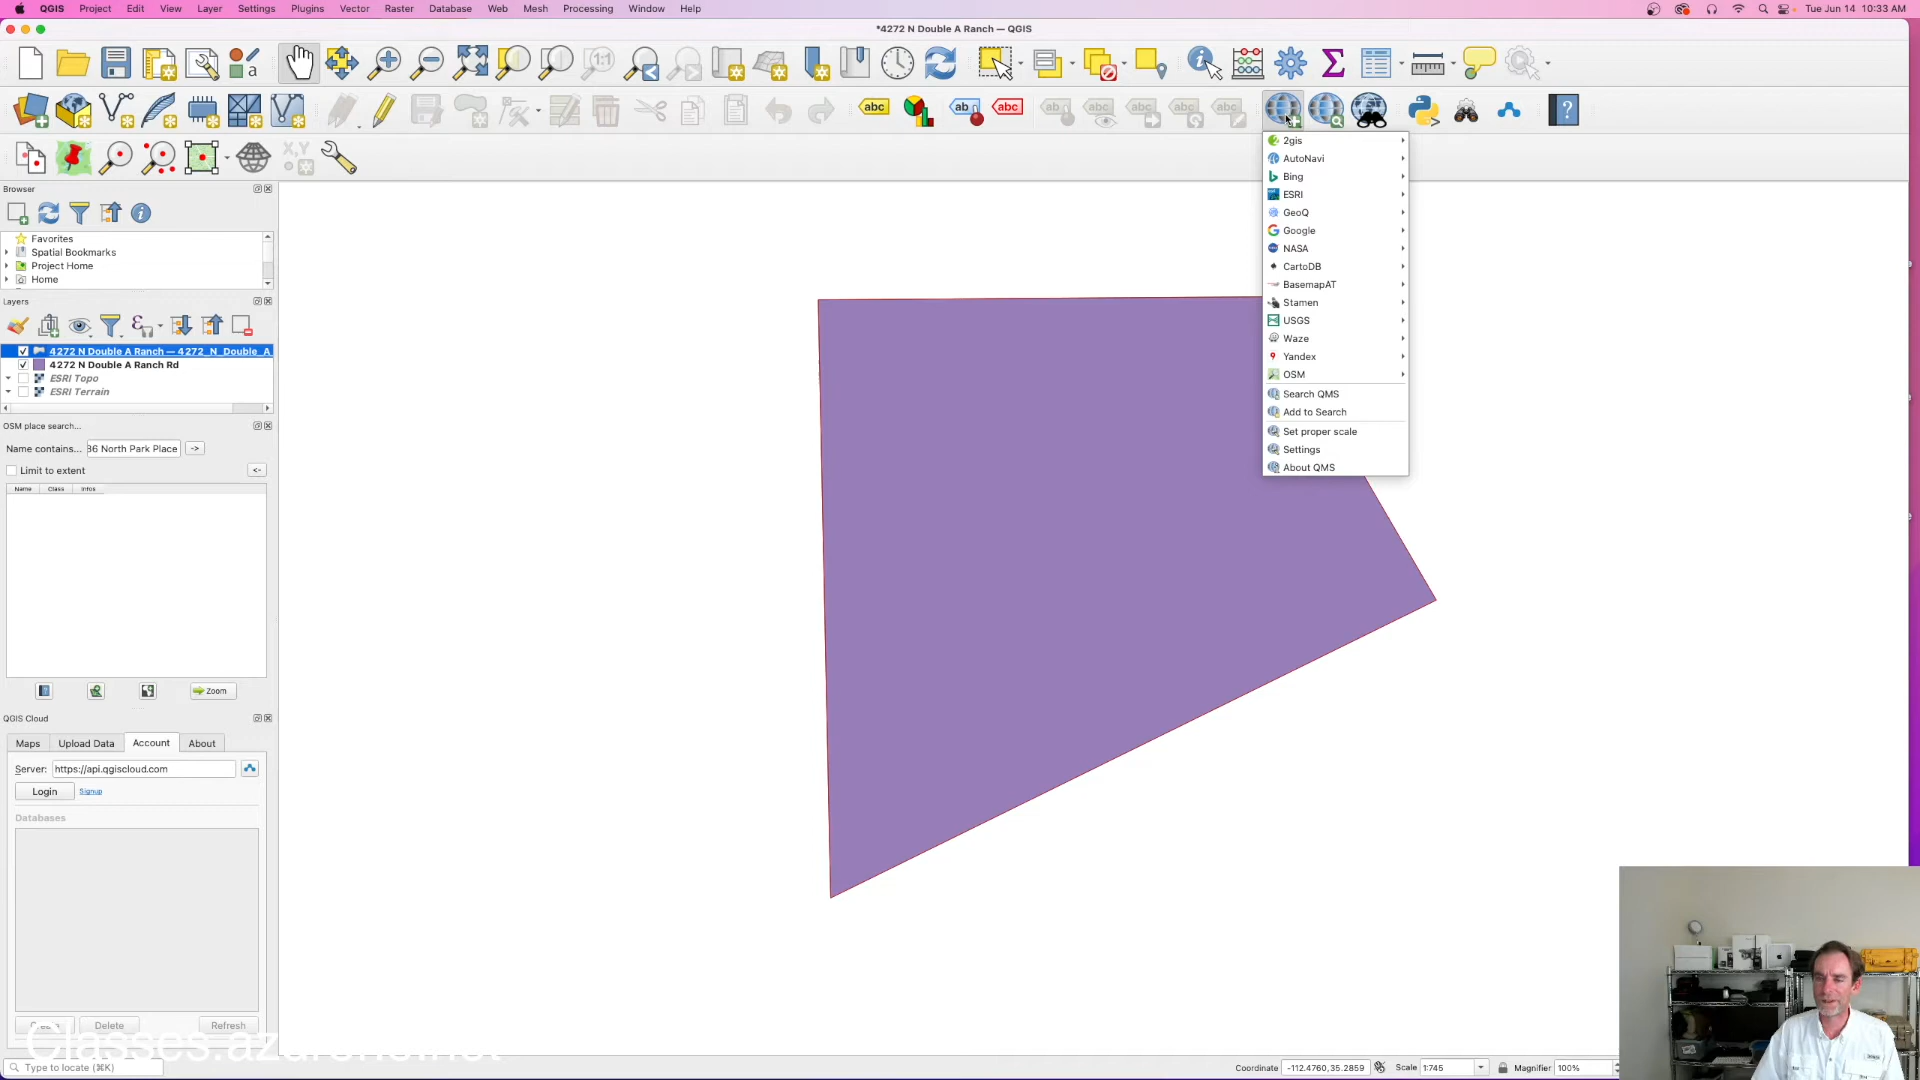 QGIS Project Edit View Layer Settings Plugins Vector Raster Database Web Mesh Processing Window Help Tue Jun 14 10:33 AM
*4272 N Double A Ranch — QGIS
Browser
Favorites
Spatial Bookmarks
Project Home
Home
Layers
4272 N Double A Ranch — 4272_N_Double_A
4272 N Double A Ranch Rd
ESRI Topo
ESRI Terrain
OSM place search...
Name contains... 36 North Park Place ->
Limit to extent <-
Name Class Infos
Zoom
QGIS Cloud
Maps Upload Data Account About
Server: https://api.qgiscloud.com
Login Signup
Databases
Delete Refresh
Type to locate (⌘K)
2gis
AutoNavi
Bing
ESRI
GeoQ
Google
NASA
CartoDB
BasemapAT
Stamen
USGS
Waze
Yandex
OSM
Search QMS
Add to Search
Set proper scale
Settings
About QMS
Coordinate -112.4760,35.2859 Scale 1:745 Magnifier 100%